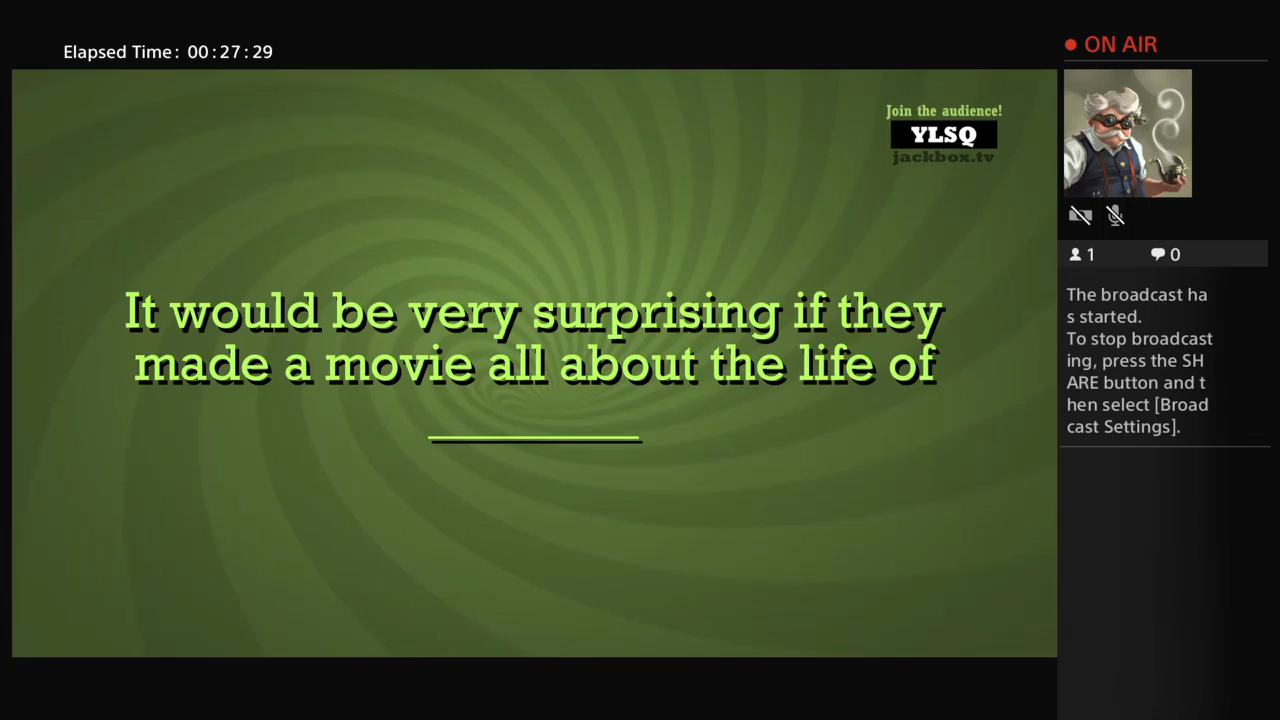 Elapsed Time: 00:27:29
ON AIR
Join the audience!
YLSQ
jackbox.tv
1 0
It would be very surprising if they
made a movie all about the life of
The broadcast ha
s started.
To stop broadcast
ing, press the SH
ARE button and t
hen select [Broad
cast Settings].